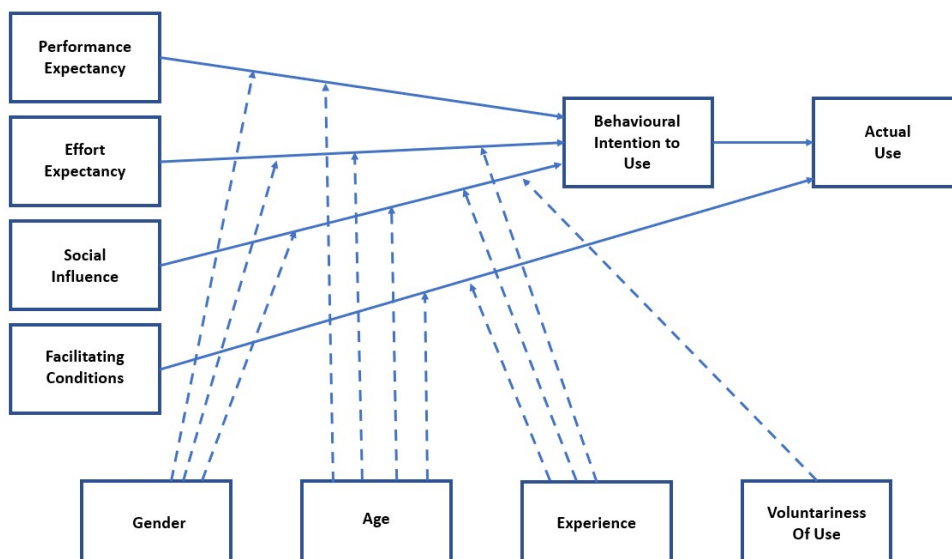 Performance
Expectancy
Effort
Expectancy
Social
Influence
Facilitating
Conditions
Behavioural
Intention to
Use
Actual
Use
Gender
Age
Experience
Voluntariness
Of Use